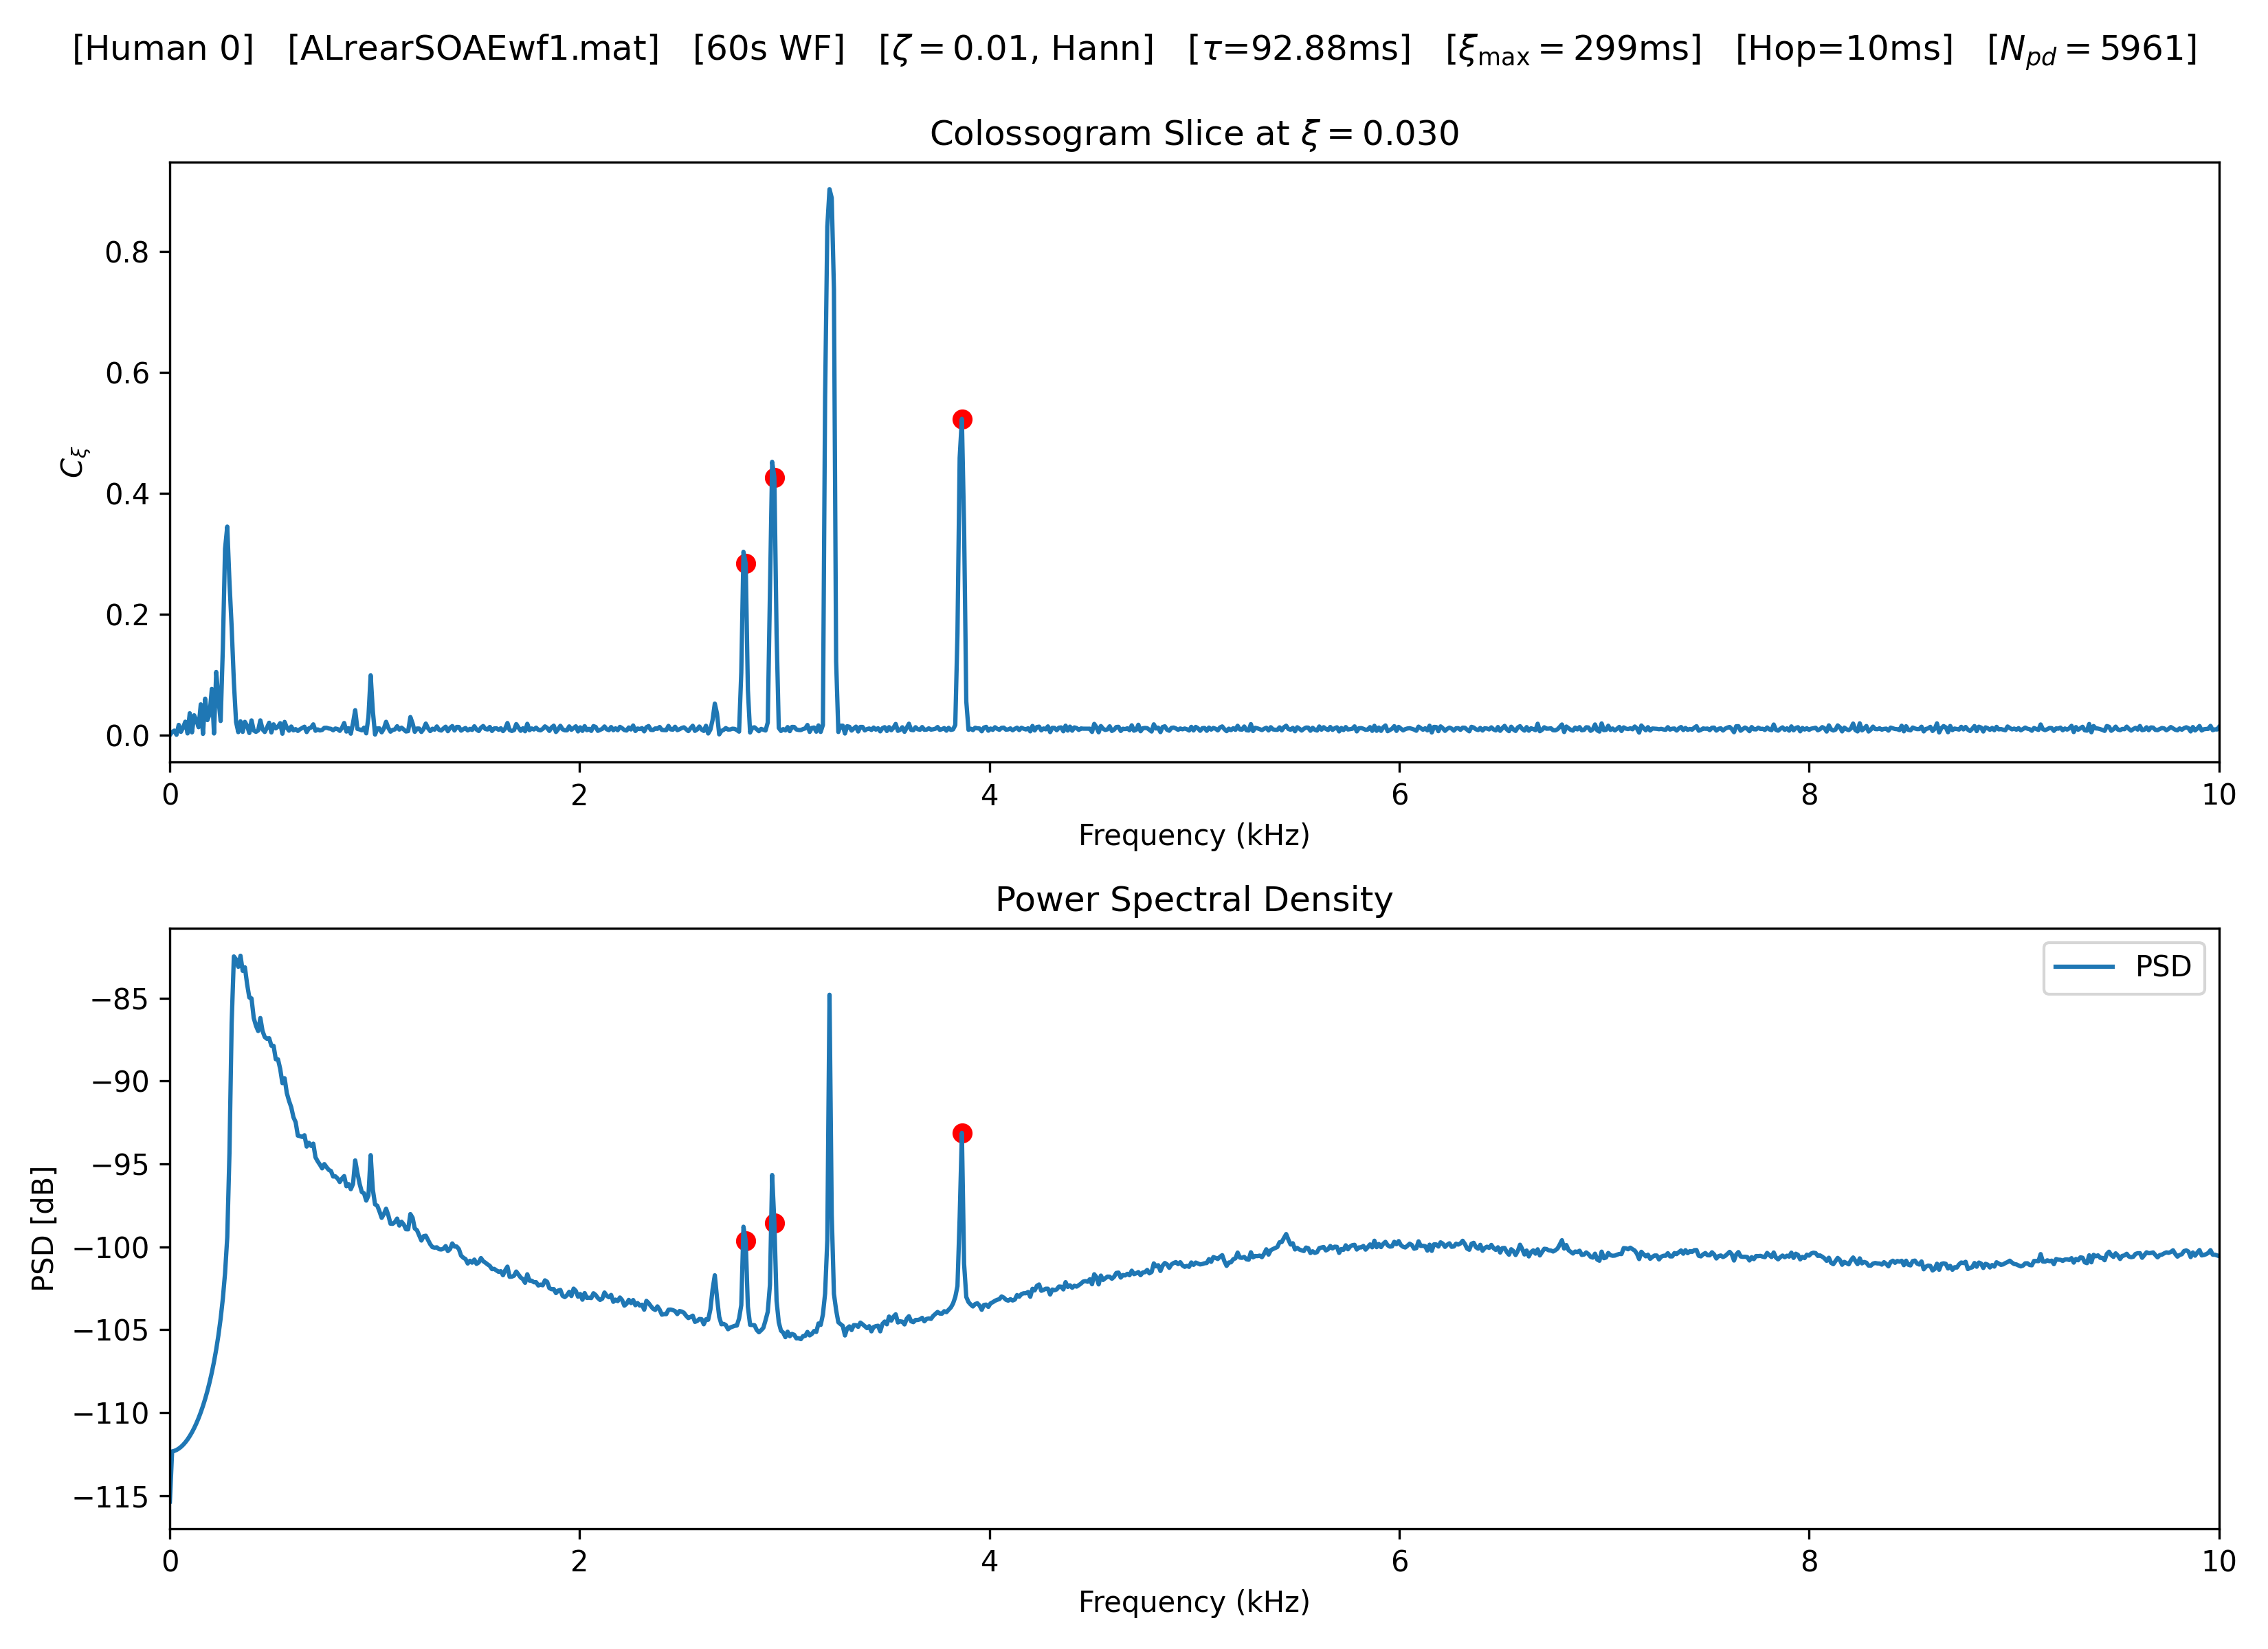 [Human 0] [ALrearSOAEwf1.mat] [60s WF] [ζ = 0.01, Hann] [τ=92.88ms] [ξmax = 299ms] [Hop=10ms] [Npd = 5961]
Colossogram Slice at ξ = 0.030
Cξ
0.8
0.6
0.4
0.2
0.0
0 2 4 6 8 10
Frequency (kHz)
Power Spectral Density
PSD
PSD [dB]
−85
−90
−95
−100
−105
−110
−115
0 2 4 6 8 10
Frequency (kHz)